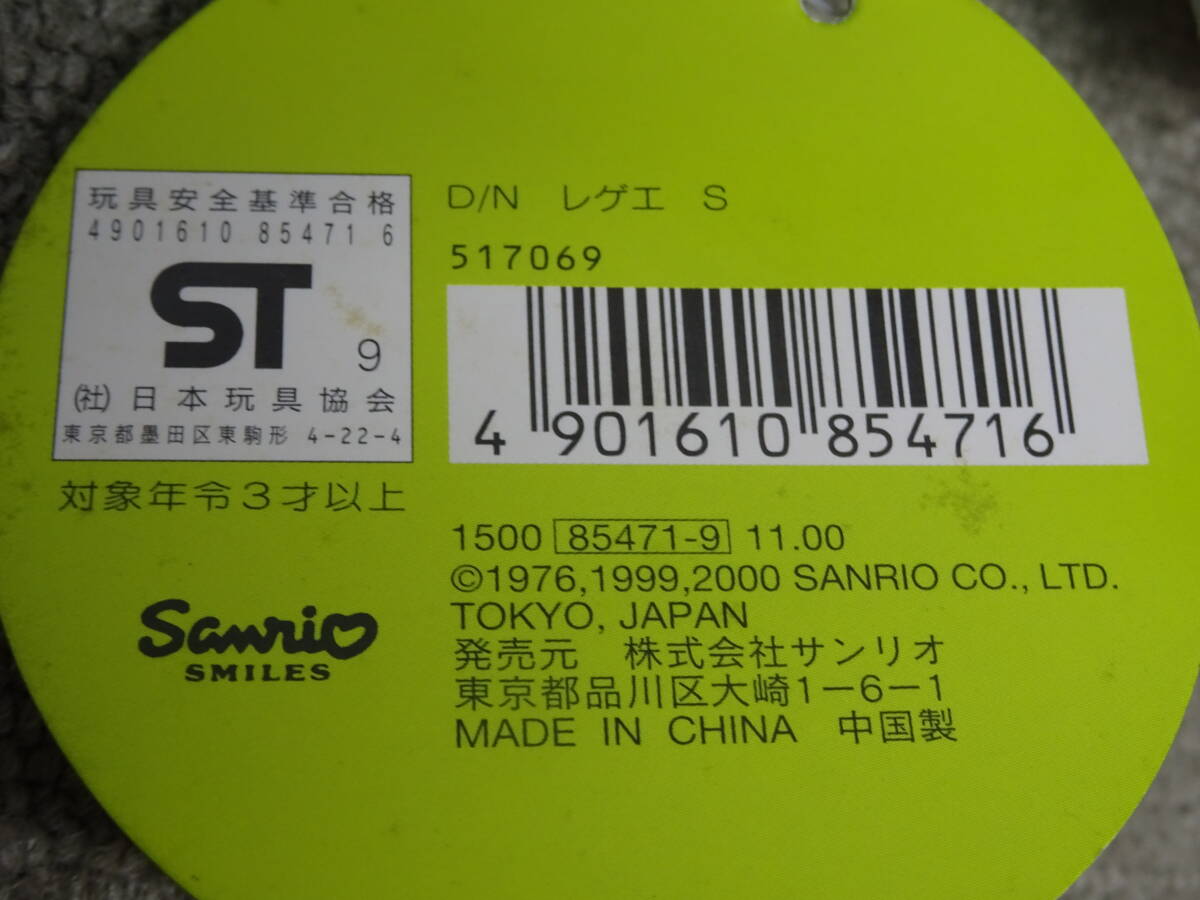 玩具安全基準合格
4901610 85471 6
ST 9
(社)日本玩具協会
東京都墨田区東駒形 4-22-4
対象年令3才以上
Sanrio
SMILES
D/N レゲエ S
517069
4 901610 854716
1500 85471-9 11.00
©1976,1999,2000 SANRIO CO., LTD.
TOKYO, JAPAN
発売元 株式会社サンリオ
東京都品川区大崎1-6-1
MADE IN CHINA 中国製